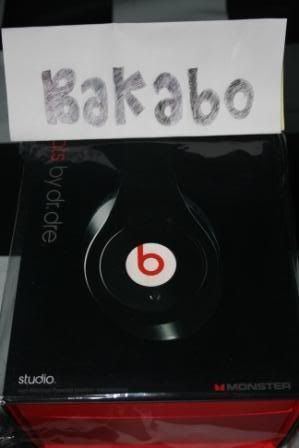 Bakabo
beats by dr. dre
b
studio.
MONSTER